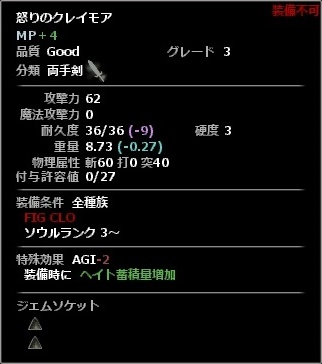 怒りのクレイモア 装備不可
MP+4
品質 Good グレード 3
分類 両手剣
攻撃力 62
魔法攻撃力 0
耐久度 36/36 (-9) 硬度 3
重量 8.73 (-0.27)
物理属性 斬60 打0 突40
付与許容値 0/27
装備条件 全種族
FIG CLO
ソウルランク 3～
特殊効果 AGI-2
装備時に ヘイト蓄積量増加
ジェムソケット